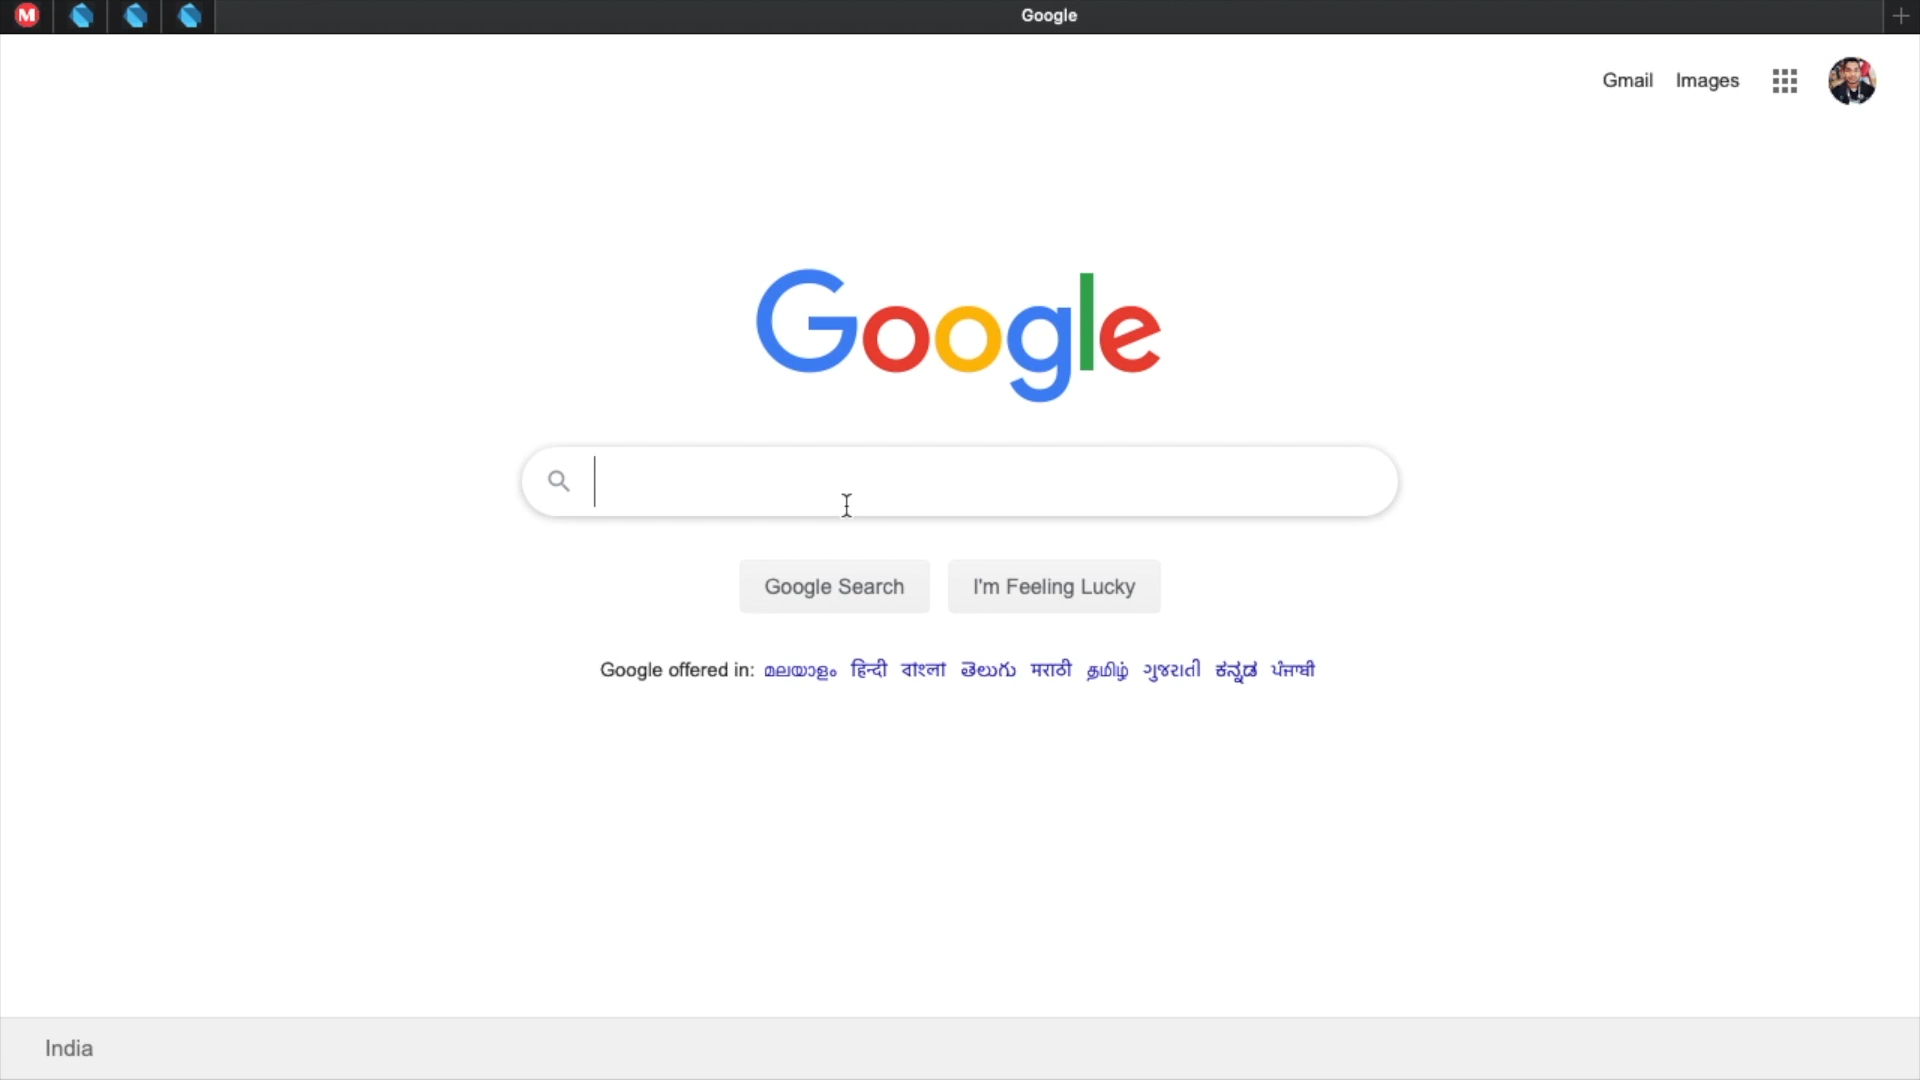 M
Google
Gmail Images
Google
Google Search I'm Feeling Lucky
Google offered in: മലയാളം हिन्दी বাংলা తెలుగు मराठी தமிழ் ગુજરાતી ಕನ್ನಡ ਪੰਜਾਬੀ
India